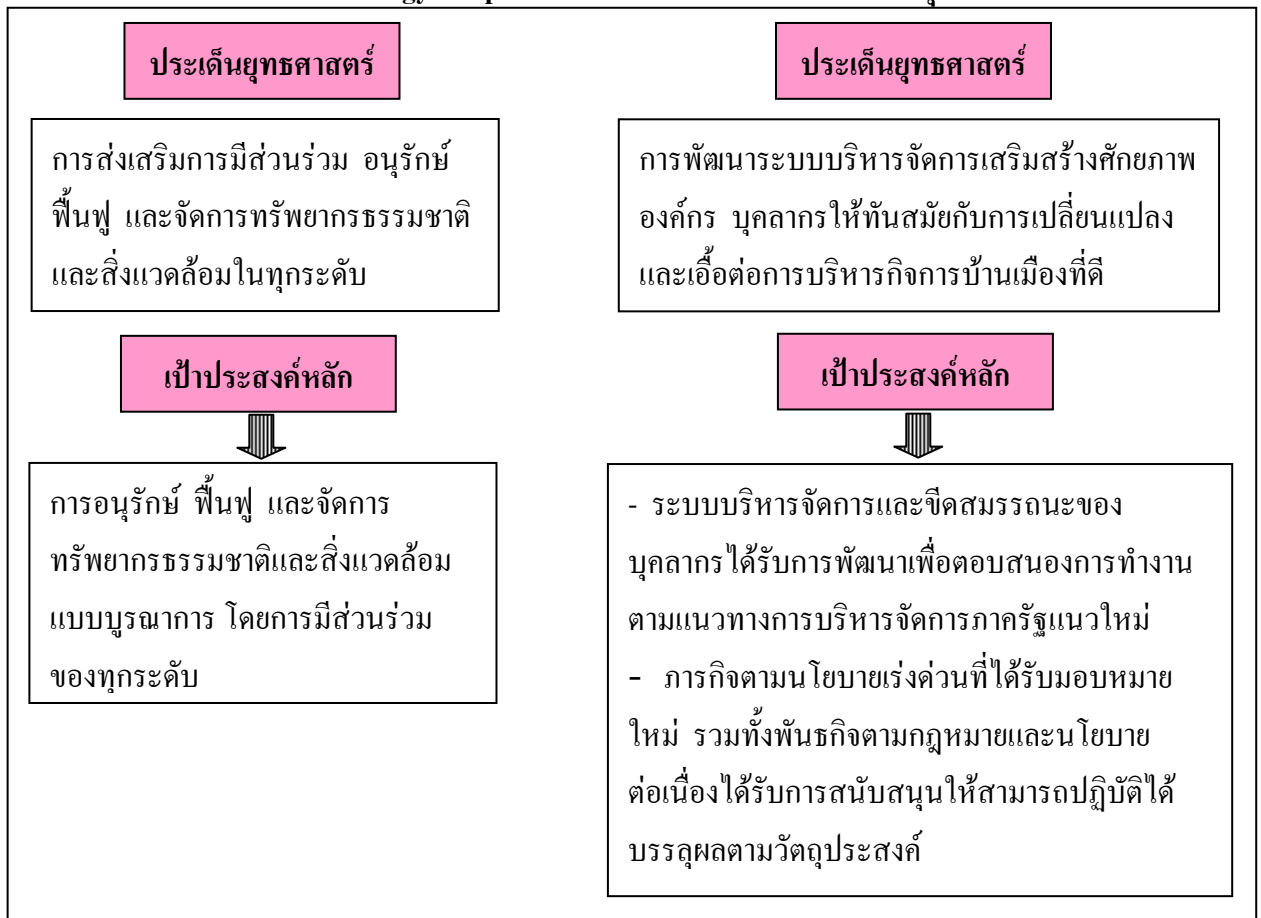 ประเด็นยุทธศาสตร์
การส่งเสริมการมีส่วนร่วม อนุรักษ์
ฟื้นฟู และจัดการทรัพยากรธรรมชาติ
และสิ่งแวดล้อมในทุกระดับ
เป้าประสงค์หลัก
การอนุรักษ์ ฟื้นฟู และจัดการ
ทรัพยากรธรรมชาติและสิ่งแวดล้อม
แบบบูรณาการ โดยการมีส่วนร่วม
ของทุกระดับ
ประเด็นยุทธศาสตร์
การพัฒนาระบบบริหารจัดการเสริมสร้างศักยภาพ
องค์กร บุคลากรให้ทันสมัยกับการเปลี่ยนแปลง
และเอื้อต่อการบริหารกิจการบ้านเมืองที่ดี
เป้าประสงค์หลัก
- ระบบบริหารจัดการและขีดสมรรถนะของ
บุคลากรได้รับการพัฒนาเพื่อตอบสนองการทำงาน
ตามแนวทางการบริหารจัดการภาครัฐแนวใหม่
- ภารกิจตามนโยบายเร่งด่วนที่ได้รับมอบหมาย
ใหม่ รวมทั้งพันธกิจตามกฎหมายและนโยบาย
ต่อเนื่องได้รับการสนับสนุนให้สามารถปฏิบัติได้
บรรลุผลตามวัตถุประสงค์